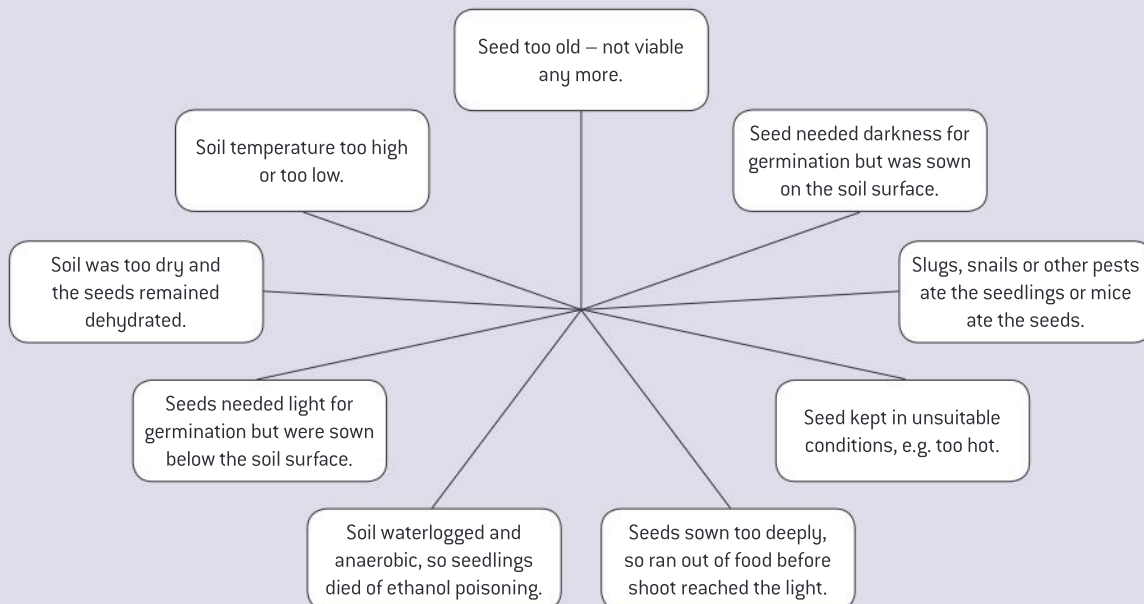 Seed too old – not viable
any more.
Soil temperature too high
or too low.
Seed needed darkness for
germination but was sown
on the soil surface.
Soil was too dry and
the seeds remained
dehydrated.
Slugs, snails or other pests
ate the seedlings or mice
ate the seeds.
Seeds needed light for
germination but were sown
below the soil surface.
Seed kept in unsuitable
conditions, e.g. too hot.
Soil waterlogged and
anaerobic, so seedlings
died of ethanol poisoning.
Seeds sown too deeply,
so ran out of food before
shoot reached the light.